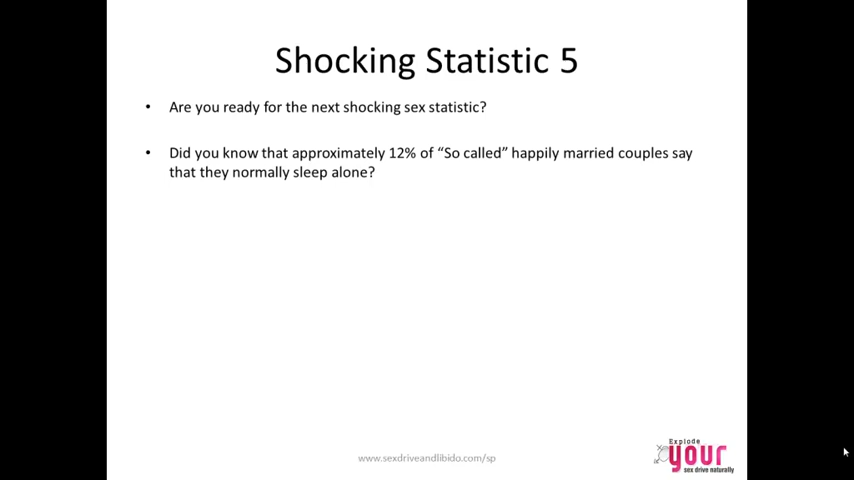 Shocking Statistic 5
• Are you ready for the next shocking sex statistic?
• Did you know that approximately 12% of “So called” happily married couples say
that they normally sleep alone?
www.sexdriveandlibido.com/sp
Explode
your
sex drive naturally